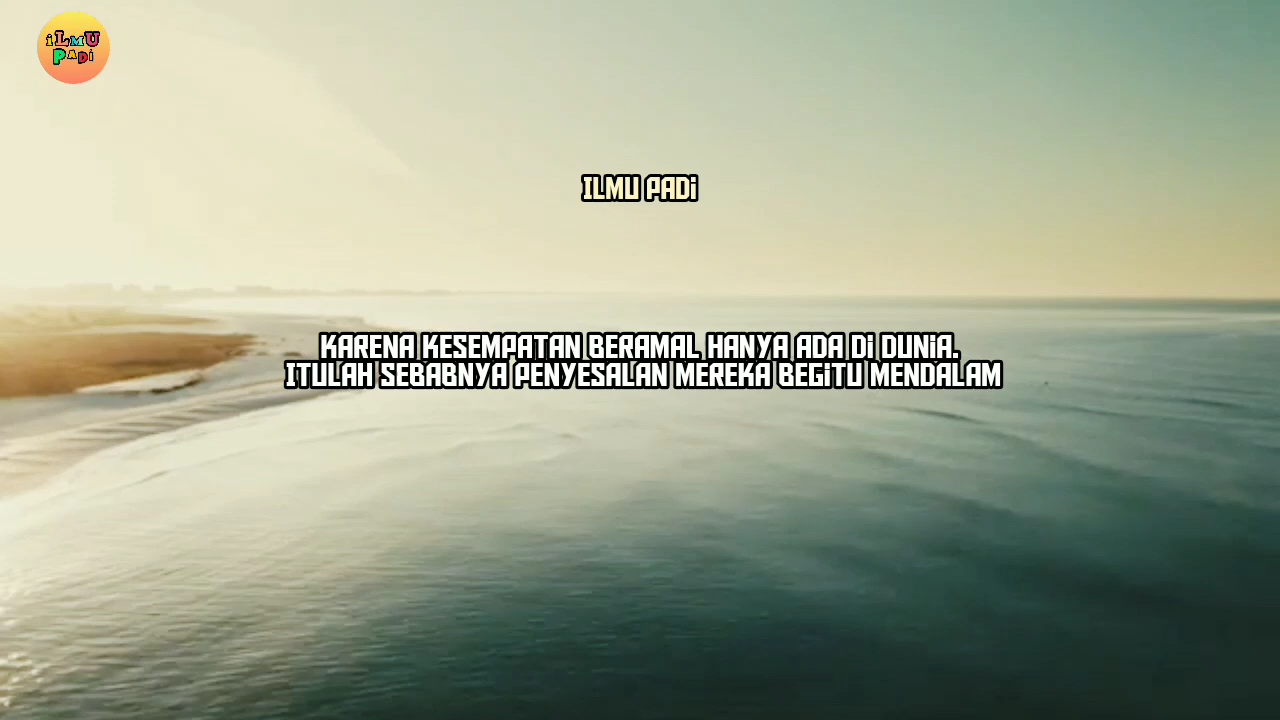 iLMU
PADi
ILMU PADi
KARENA KESEMPATAN BERAMAL HANYA ADA Di DUNiA.
ITULAH SEBABNYA PENYESALAN MEREKA BEGiTU MENDALAM